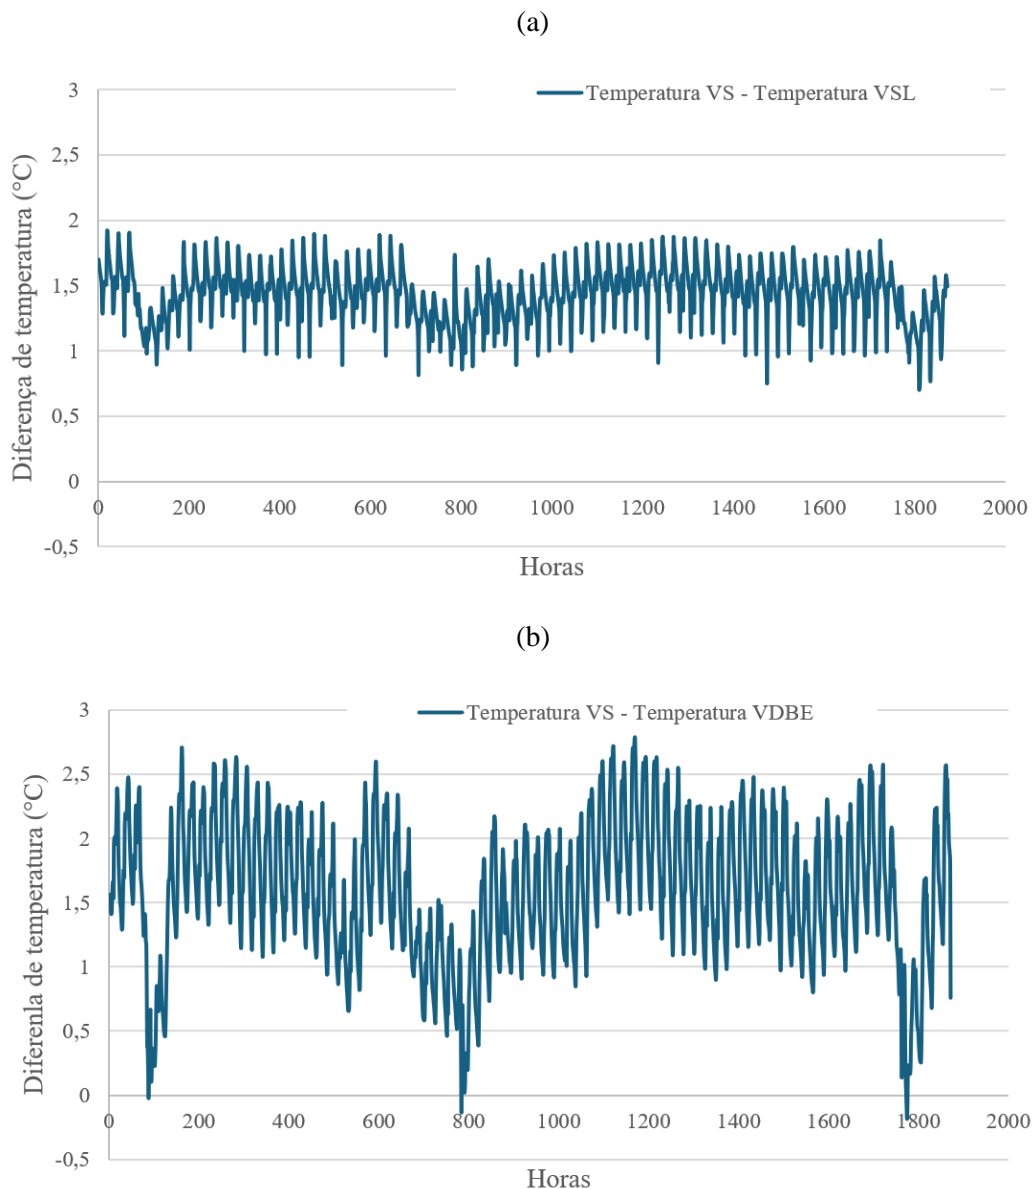 (a)
Temperatura VS - Temperatura VSL
Diferença de temperatura (°C)
3
2,5
2
1,5
1
0,5
0
-0,5
0 200 400 600 800 1000 1200 1400 1600 1800 2000
Horas
(b)
Temperatura VS - Temperatura VDBE
Diferenla de temperatura (°C)
3
2,5
2
1,5
1
0,5
0
-0,5
0 200 400 600 800 1000 1200 1400 1600 1800 2000
Horas